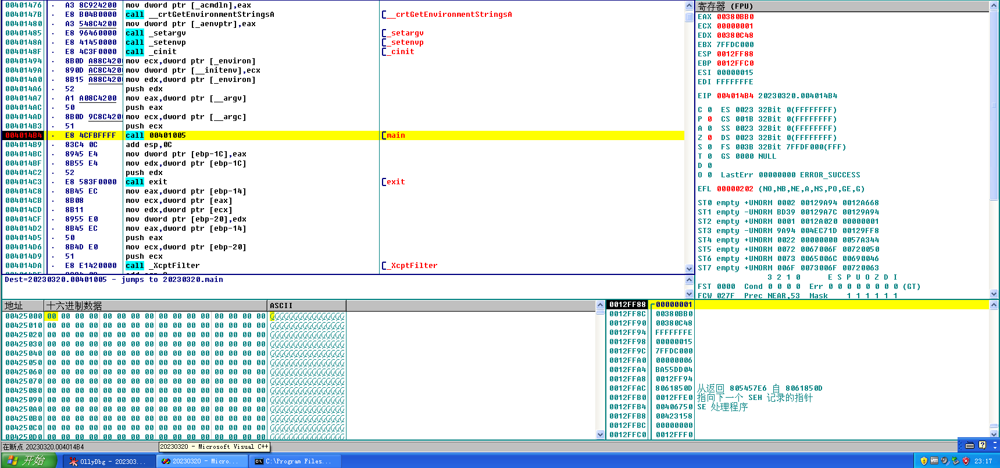 00401476 · A3 8C924200 mov dword ptr [_acmdln],eax
0040147B · E8 B04B0000 call __crtGetEnvironmentStringsA [__crtGetEnvironmentStringsA
00401480 · A3 548C4200 mov dword ptr [_aenvptr],eax
00401485 · E8 96460000 call _setargv [_setargv
0040148A · E8 41450000 call _setenvp [_setenvp
0040148F · E8 4C3F0000 call _cinit [_cinit
00401494 · 8B0D A88C4200 mov ecx,dword ptr [_environ]
0040149A · 890D AC8C4200 mov dword ptr [__initenv],ecx
004014A0 · 8B15 A88C4200 mov edx,dword ptr [_environ]
004014A6 · 52 push edx
004014A7 · A1 A08C4200 mov eax,dword ptr [__argv]
004014AC · 50 push eax
004014AD · 8B0D 9C8C4200 mov ecx,dword ptr [__argc]
004014B3 · 51 push ecx
004014B4 · E8 4CFBFFFF call 00401005 [main
004014B9 · 83C4 0C add esp,0C
004014BC · 8945 E4 mov dword ptr [ebp-1C],eax
004014BF · 8B55 E4 mov edx,dword ptr [ebp-1C]
004014C2 · 52 push edx
004014C3 · E8 583F0000 call exit [exit
004014C8 · 8B45 EC mov eax,dword ptr [ebp-14]
004014CB · 8B08 mov ecx,dword ptr [eax]
004014CD · 8B11 mov edx,dword ptr [ecx]
004014CF · 8955 E0 mov dword ptr [ebp-20],edx
004014D2 · 8B45 EC mov eax,dword ptr [ebp-14]
004014D5 · 50 push eax
004014D6 · 8B4D E0 mov ecx,dword ptr [ebp-20]
004014D9 · 51 push ecx
004014DA · E8 E1420000 call _XcptFilter [_XcptFilter
Dest=20230320.00401005 - jumps to 20230320.main
寄存器 (FPU)
EAX 00380BB0
ECX 00000001
EDX 00380C48
EBX 7FFDC000
ESP 0012FF88
EBP 0012FFC0
ESI 00000015
EDI FFFFFFFE
EIP 004014B4 20230320.004014B4
C 0 ES 0023 32Bit 0(FFFFFFFF)
P 0 CS 001B 32Bit 0(FFFFFFFF)
A 0 SS 0023 32Bit 0(FFFFFFFF)
Z 0 DS 0023 32Bit 0(FFFFFFFF)
S 0 FS 003B 32Bit 7FFDF000(FFF)
T 0 GS 0000 NULL
D 0
O 0 LastErr 00000000 ERROR_SUCCESS
EFL 00000202 (NO,NB,NE,A,NS,PO,GE,G)
ST0 empty +UNORM 0002 00129A94 0012A668
ST1 empty -UNORM BD39 00129A7C 00129A94
ST2 empty +UNORM 0001 0012A020 00000001
ST3 empty -UNORM 9A94 004EC71D 00129FF8
ST4 empty +UNORM 0022 00000000 0057A344
ST5 empty +UNORM 0072 0067006F 00720050
ST6 empty +UNORM 0073 0065006C 00690046
ST7 empty +UNORM 006F 0073006F 00720063
3 2 1 0 E S P U O Z D I
FST 0000 Cond 0 0 0 0 Err 0 0 0 0 0 0 0 0 (GT)
FCW 027F Prec NEAR,53 Mask 1 1 1 1 1 1
地址 十六进制数据 ASCII
00425000 00 00 00 00 00 00 00 00 00 00 00 00 00 00 00 00
00425010 00 00 00 00 00 00 00 00 00 00 00 00 00 00 00 00
00425020 00 00 00 00 00 00 00 00 00 00 00 00 00 00 00 00
00425030 00 00 00 00 00 00 00 00 00 00 00 00 00 00 00 00
00425040 00 00 00 00 00 00 00 00 00 00 00 00 00 00 00 00
00425050 00 00 00 00 00 00 00 00 00 00 00 00 00 00 00 00
00425060 00 00 00 00 00 00 00 00 00 00 00 00 00 00 00 00
00425070 00 00 00 00 00 00 00 00 00 00 00 00 00 00 00 00
00425080 00 00 00 00 00 00 00 00 00 00 00 00 00 00 00 00
00425090 00 00 00 00 00 00 00 00 00 00 00 00 00 00 00 00
004250A0 00 00 00 00 00 00 00 00 00 00 00 00 00 00 00 00
004250B0 00 00 00 00 00 00 00 00 00 00 00 00 00 00 00 00
004250C0 00 00 00 00 00 00 00 00 00 00 00 00 00 00 00 00
004250D0 00 00 00 00 00 00 00 00 00 00 00 00 00 00 00 00
0012FF88 00000001
0012FF8C 00380BB0
0012FF90 00380C48
0012FF94 FFFFFFFE
0012FF98 00000015
0012FF9C 7FFDC000
0012FFA0 00000006
0012FFA4 BA55DD04
0012FFA8 0012FF94
0012FFAC 8061850D 从返回 805457E6 自 8061850D
0012FFB0 0012FFE0 指向下一个 SEH 记录的指针
0012FFB4 00406750 SE 处理程序
0012FFB8 00423158
0012FFBC 00000000
0012FFC0 0012FFF0
在断点 20230320.004014B4
20230320 - Microsoft Visual C++
开始
OllyDbg - 202303...
20230320 - Micro...
C:\Program Files...
23:17